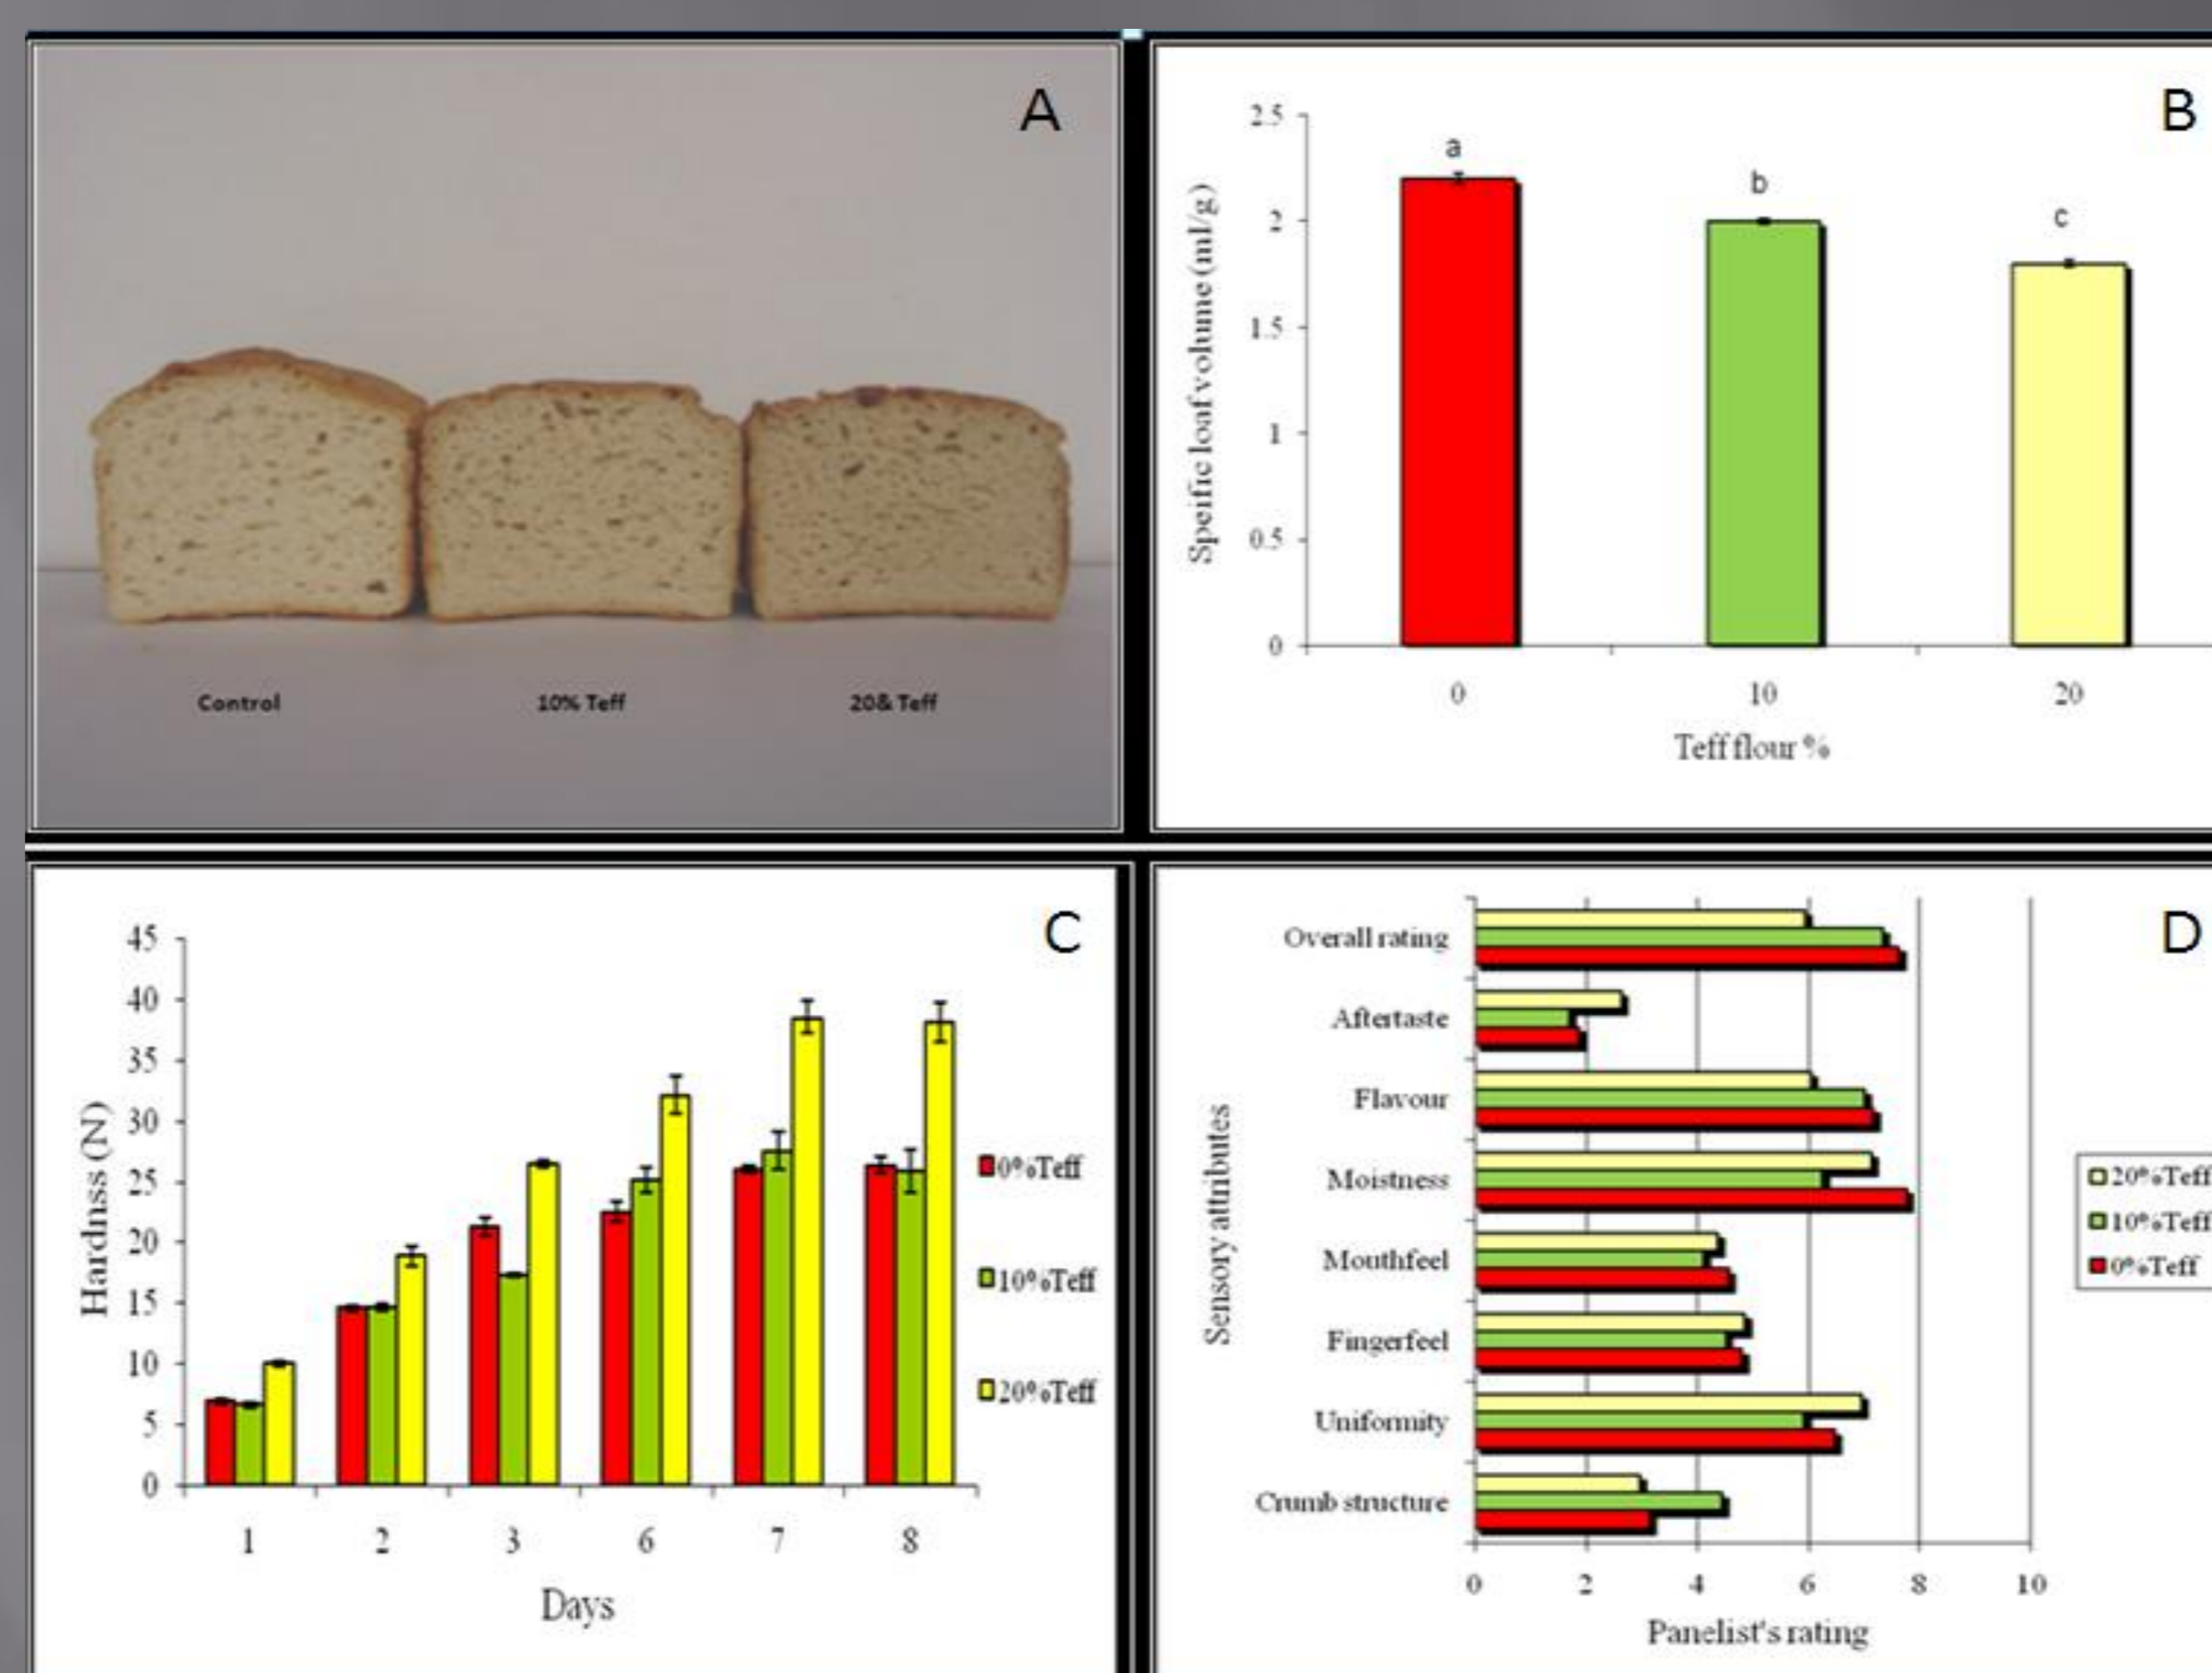 A
Control
10% Teff
20& Teff
B
Speific loaf volume (ml/g)
2.5
2
1.5
1
0.5
0
a
b
c
0
10
20
Teff flour %
C
Hardnss (N)
45
40
35
30
25
20
15
10
5
0
1
2
3
6
7
8
Days
0%Teff
10%Teff
20%Teff
D
Sensory attributes
Overall rating
Aftertaste
Flavour
Moistness
Mouthfeel
Fingerfeel
Uniformity
Crumb structure
0
2
4
6
8
10
Panelist's rating
20%Teff
10%Teff
0%Teff